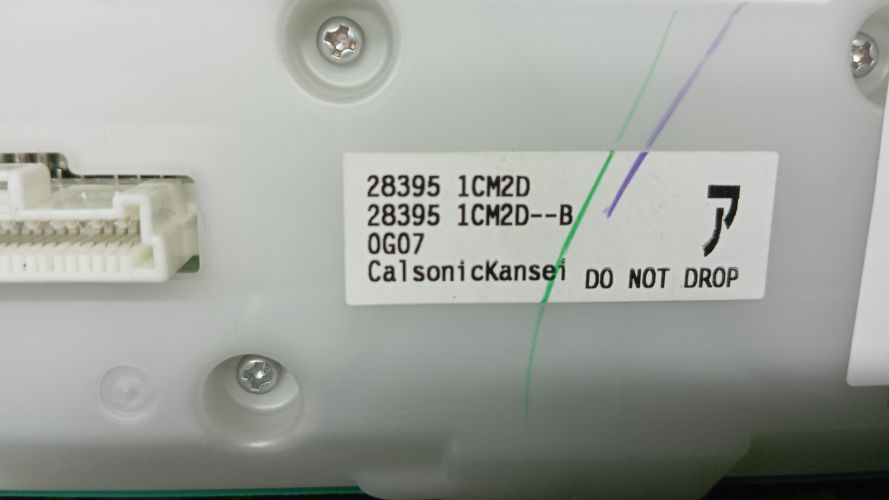 28395 1CM2D
28395 1CM2D--B
0G07
CalsonicKansei
ア
DO NOT DROP